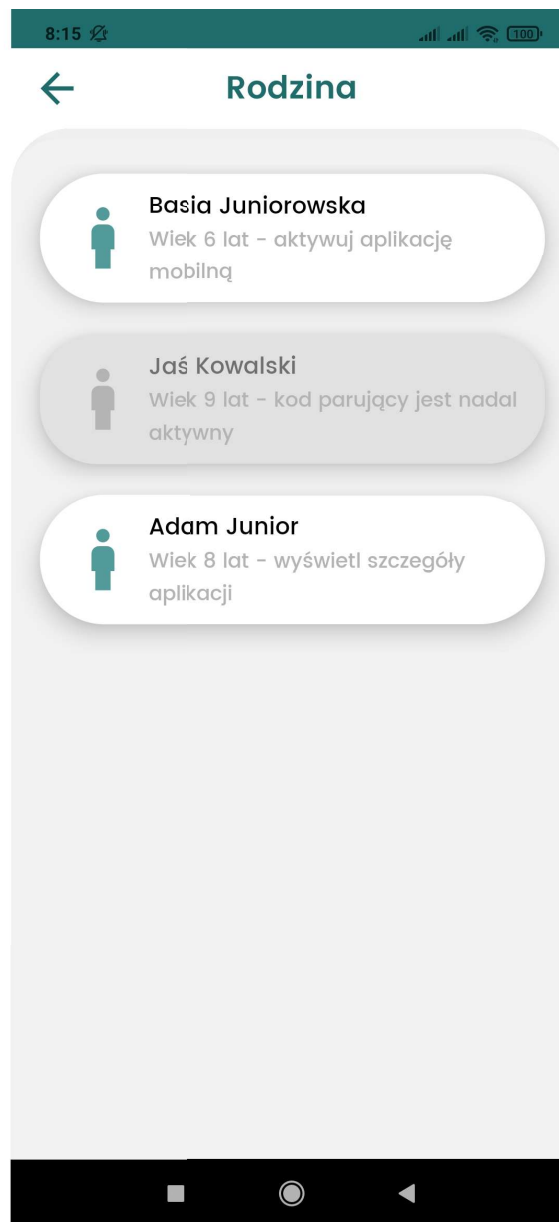 8:15
100
Rodzina
Basia Juniorowska
Wiek 6 lat - aktywuj aplikację
mobilną
Jaś Kowalski
Wiek 9 lat - kod parujący jest nadal
aktywny
Adam Junior
Wiek 8 lat - wyświetl szczegóły
aplikacji